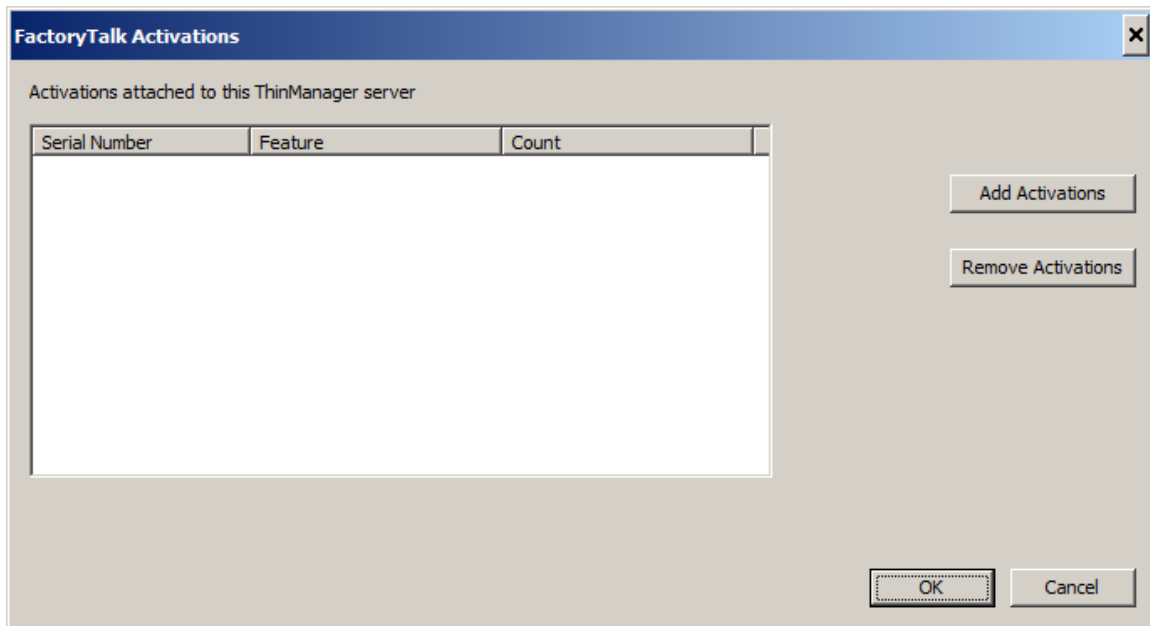 FactoryTalk Activations
Activations attached to this ThinManager server
Serial Number Feature Count
Add Activations
Remove Activations
OK Cancel